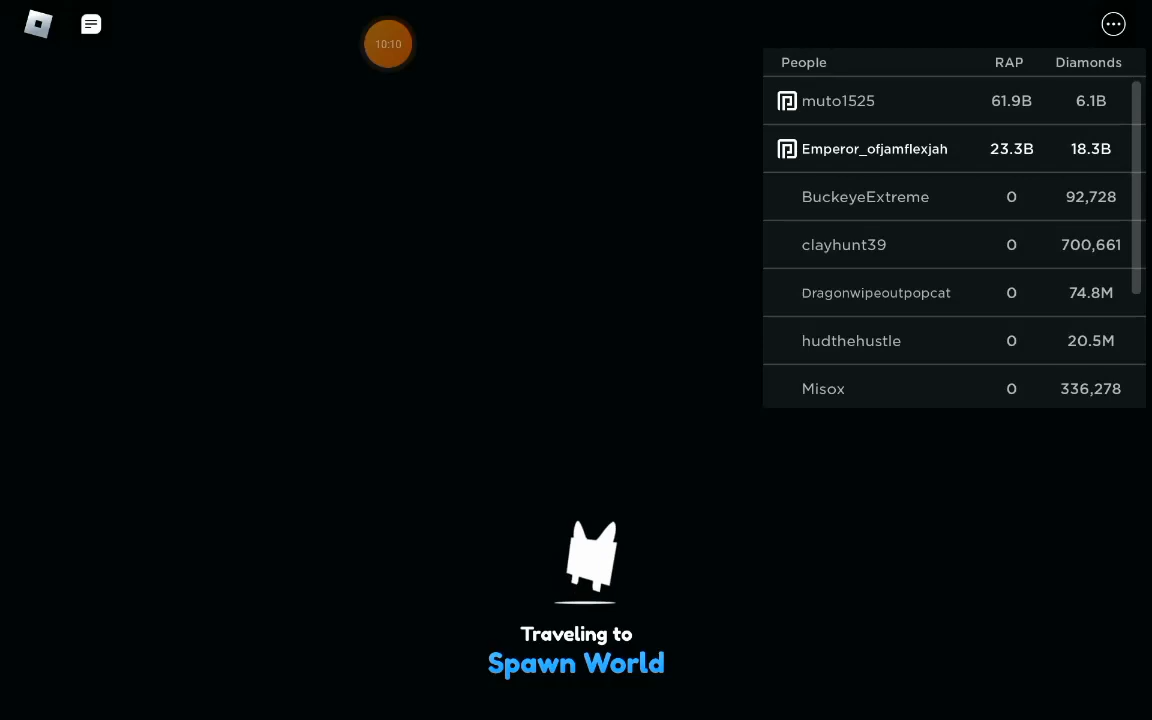 10:10
People RAP Diamonds
muto1525 61.9B 6.1B
Emperor_ofjamflexjah 23.3B 18.3B
BuckeyeExtreme 0 92,728
clayhunt39 0 700,661
Dragonwipeoutpopcat 0 74.8M
hudthehustle 0 20.5M
Misox 0 336,278
Traveling to
Spawn World